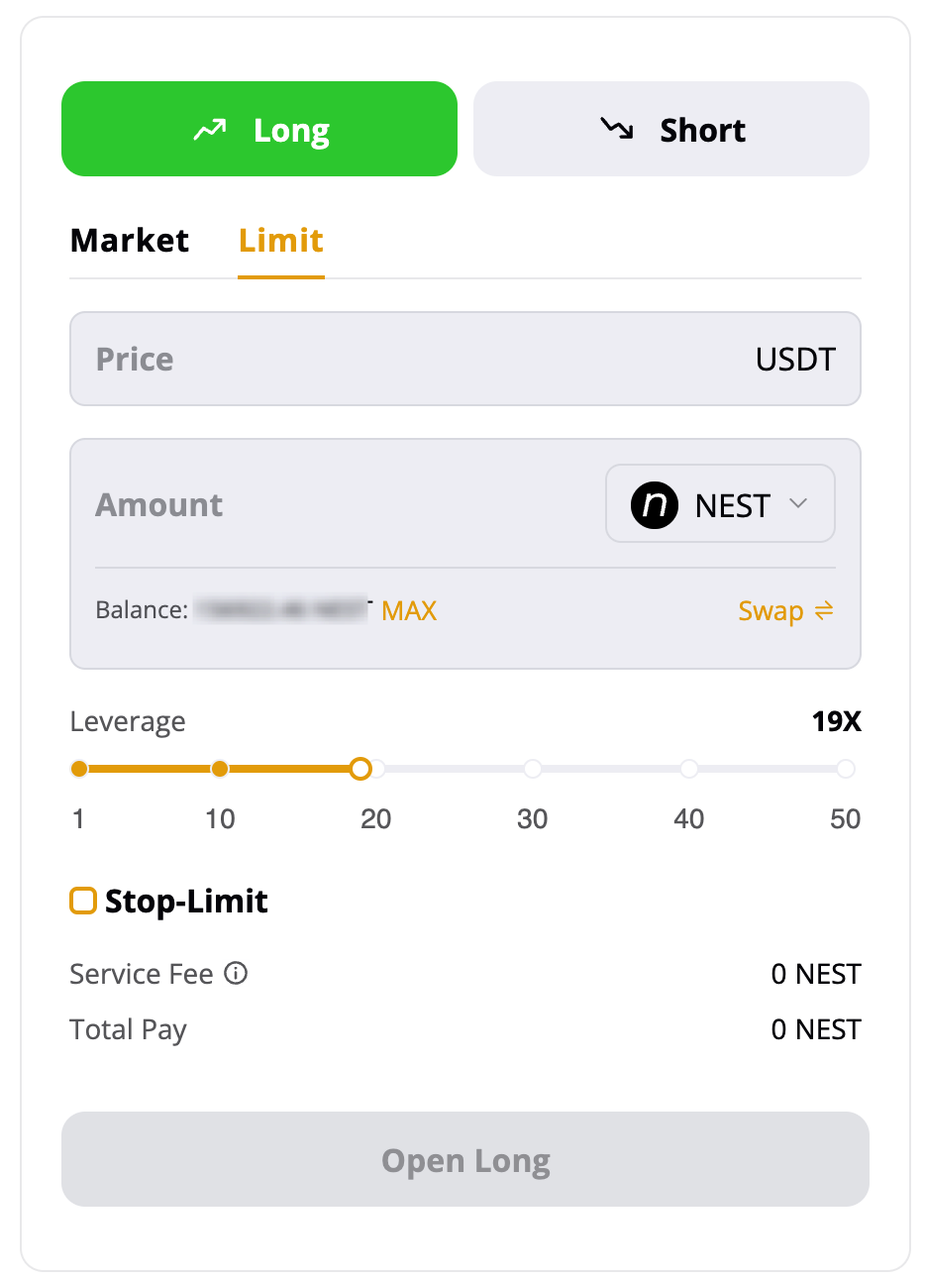 Long
Short
Market Limit
Price USDT
Amount NEST
Balance: MAX Swap
Leverage 19X
1 10 20 30 40 50
Stop-Limit
Service Fee 0 NEST
Total Pay 0 NEST
Open Long